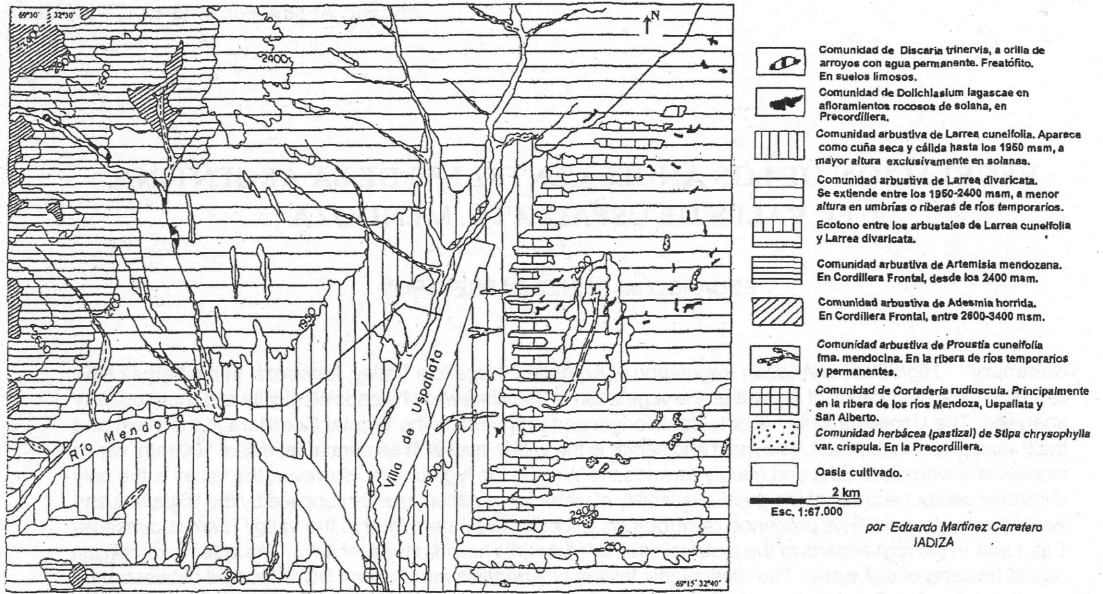 69°30' 32°30'
N
2900
2600
2400
2400
1950
1900
2400
Río Mendoza
Villa de Uspallata
69°15' 32°40'
Comunidad de Discaria trinervis, a orilla de
arroyos con agua permanente. Freatófito.
En suelos limosos.
Comunidad de Dolichlasium lagascae en
afloramientos rocosos de solana, en
Precordillera.
Comunidad arbustiva de Larrea cuneifolia. Aparece
como cuña seca y cálida hasta los 1950 msm, a
mayor altura exclusivamente en solanas.
Comunidad arbustiva de Larrea divaricata.
Se extiende entre los 1950-2400 msm, a menor
altura en umbrías o riberas de ríos temporarios.
Ecotono entre los arbustales de Larrea cuneifolia
y Larrea divaricata.
Comunidad arbustiva de Artemisia mendozana.
En Cordillera Frontal, desde los 2400 mam.
Comunidad arbustiva de Adesmia horrida.
En Cordillera Frontal, entre 2600-3400 msm.
Comunidad arbustiva de Proustia cuneifolia
fma. mendocina. En la ribera de ríos temporarios
y permanentes.
Comunidad de Cortaderia rudiuscula. Principalmente
en la ribera de los ríos Mendoza, Uspallata y
San Alberto.
Comunidad herbácea (pastizal) de Stipa chrysophylla
var. crispula. En la Precordillera.
Oasis cultivado.
2 km
Esc. 1:67.000
por Eduardo Martínez Carretero
IADIZA